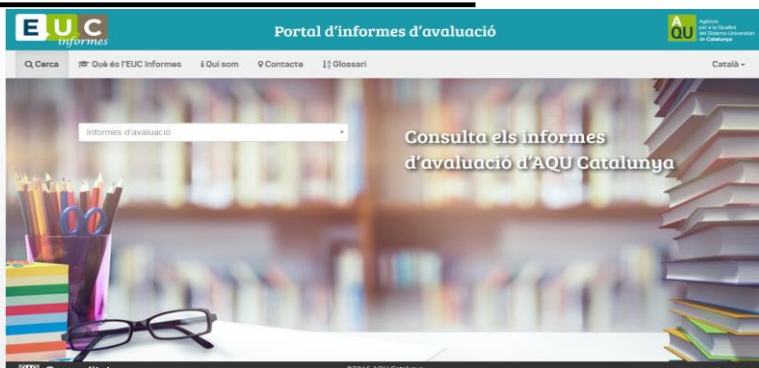 EUC
informes
Portal d'informes d'avaluació
AQU
Agència
per a la Qualitat
del Sistema Universitari
de Catalunya
Cerca
Què és l'EUC Informes
Qui som
Contacte
Glossari
Català
Informes d'avaluació
Consulta els informes
d'avaluació d'AQU Catalunya